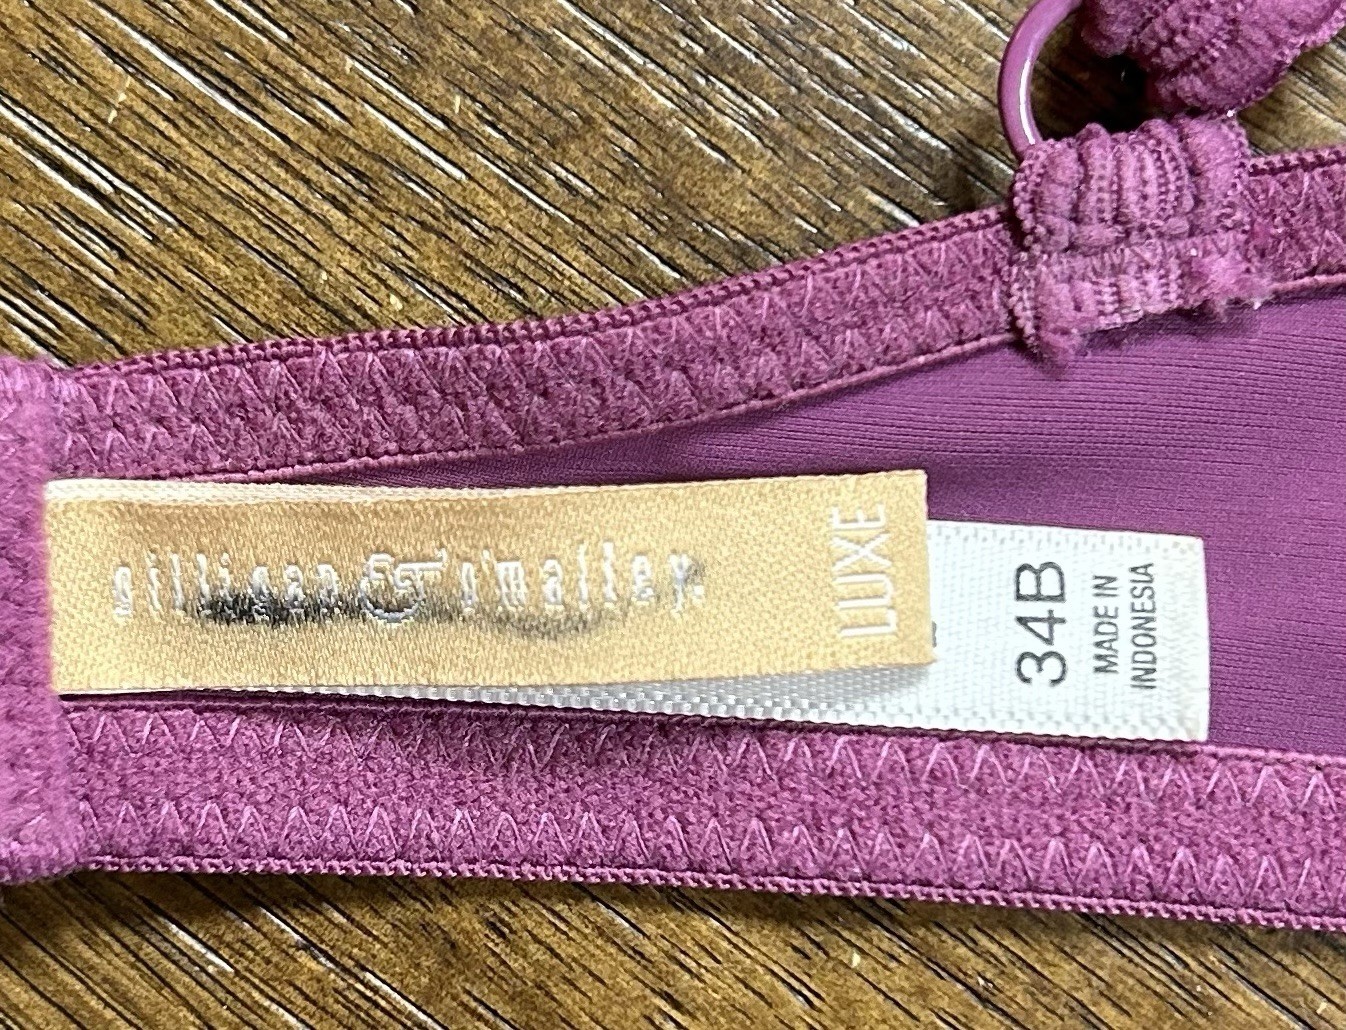 gilligan & o'malley
LUXE
34B
MADE IN
INDONESIA